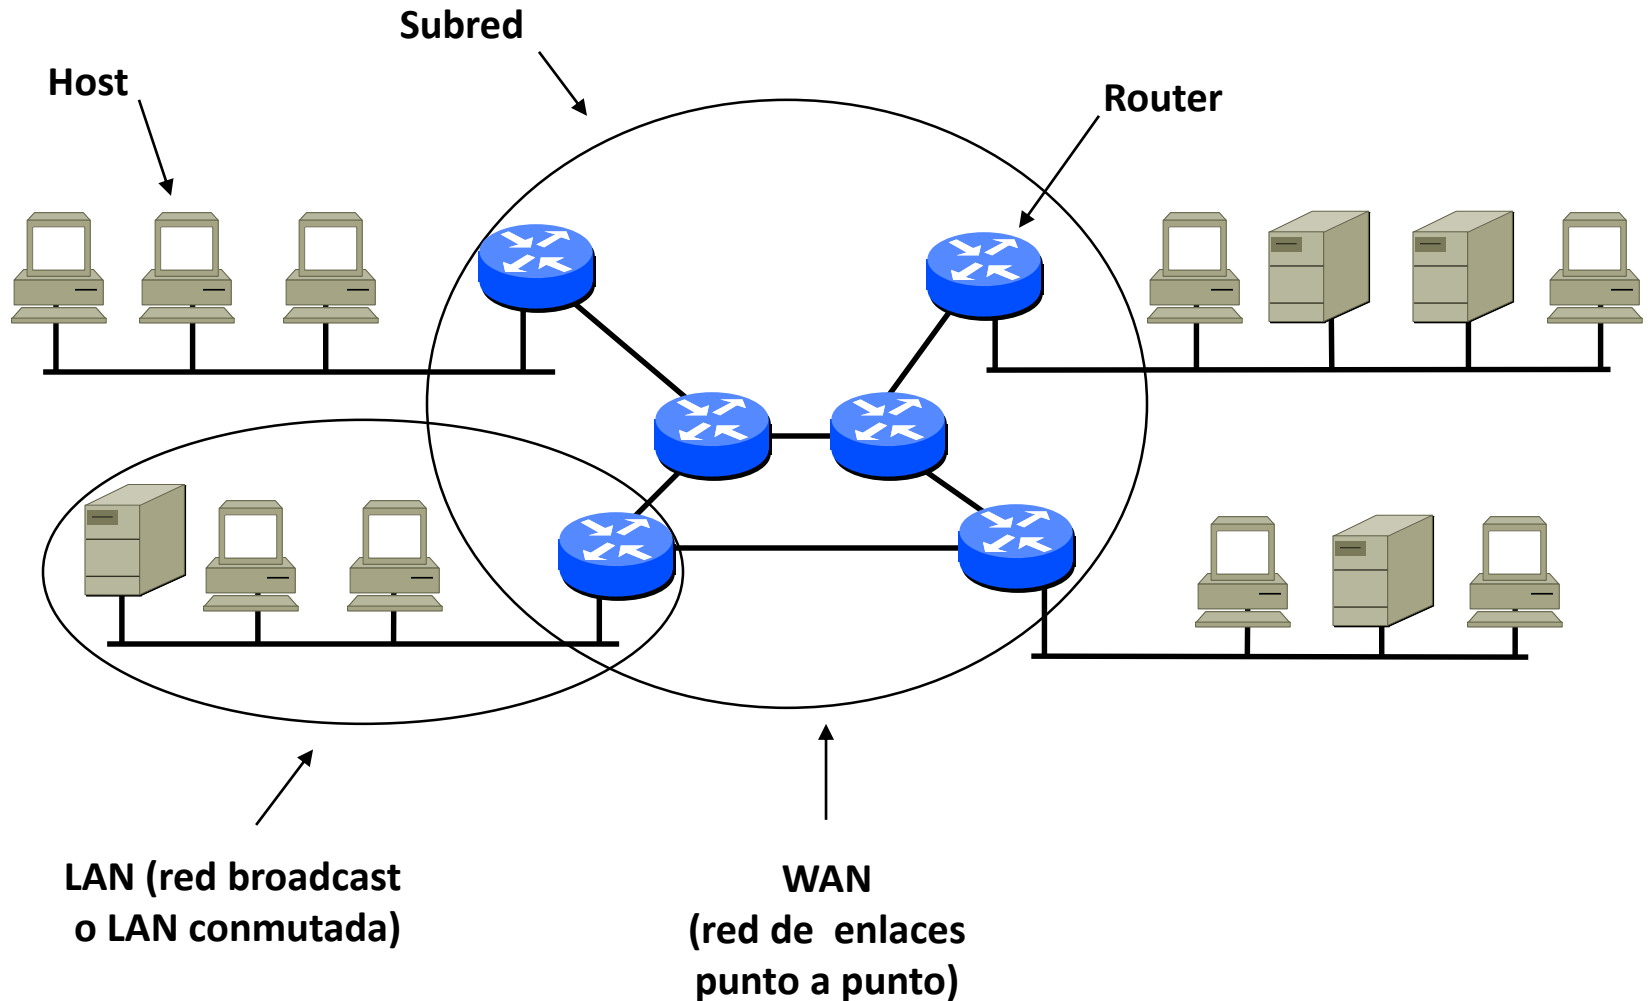 Subred
Host
Router
LAN (red broadcast
o LAN conmutada)
WAN
(red de enlaces
punto a punto)